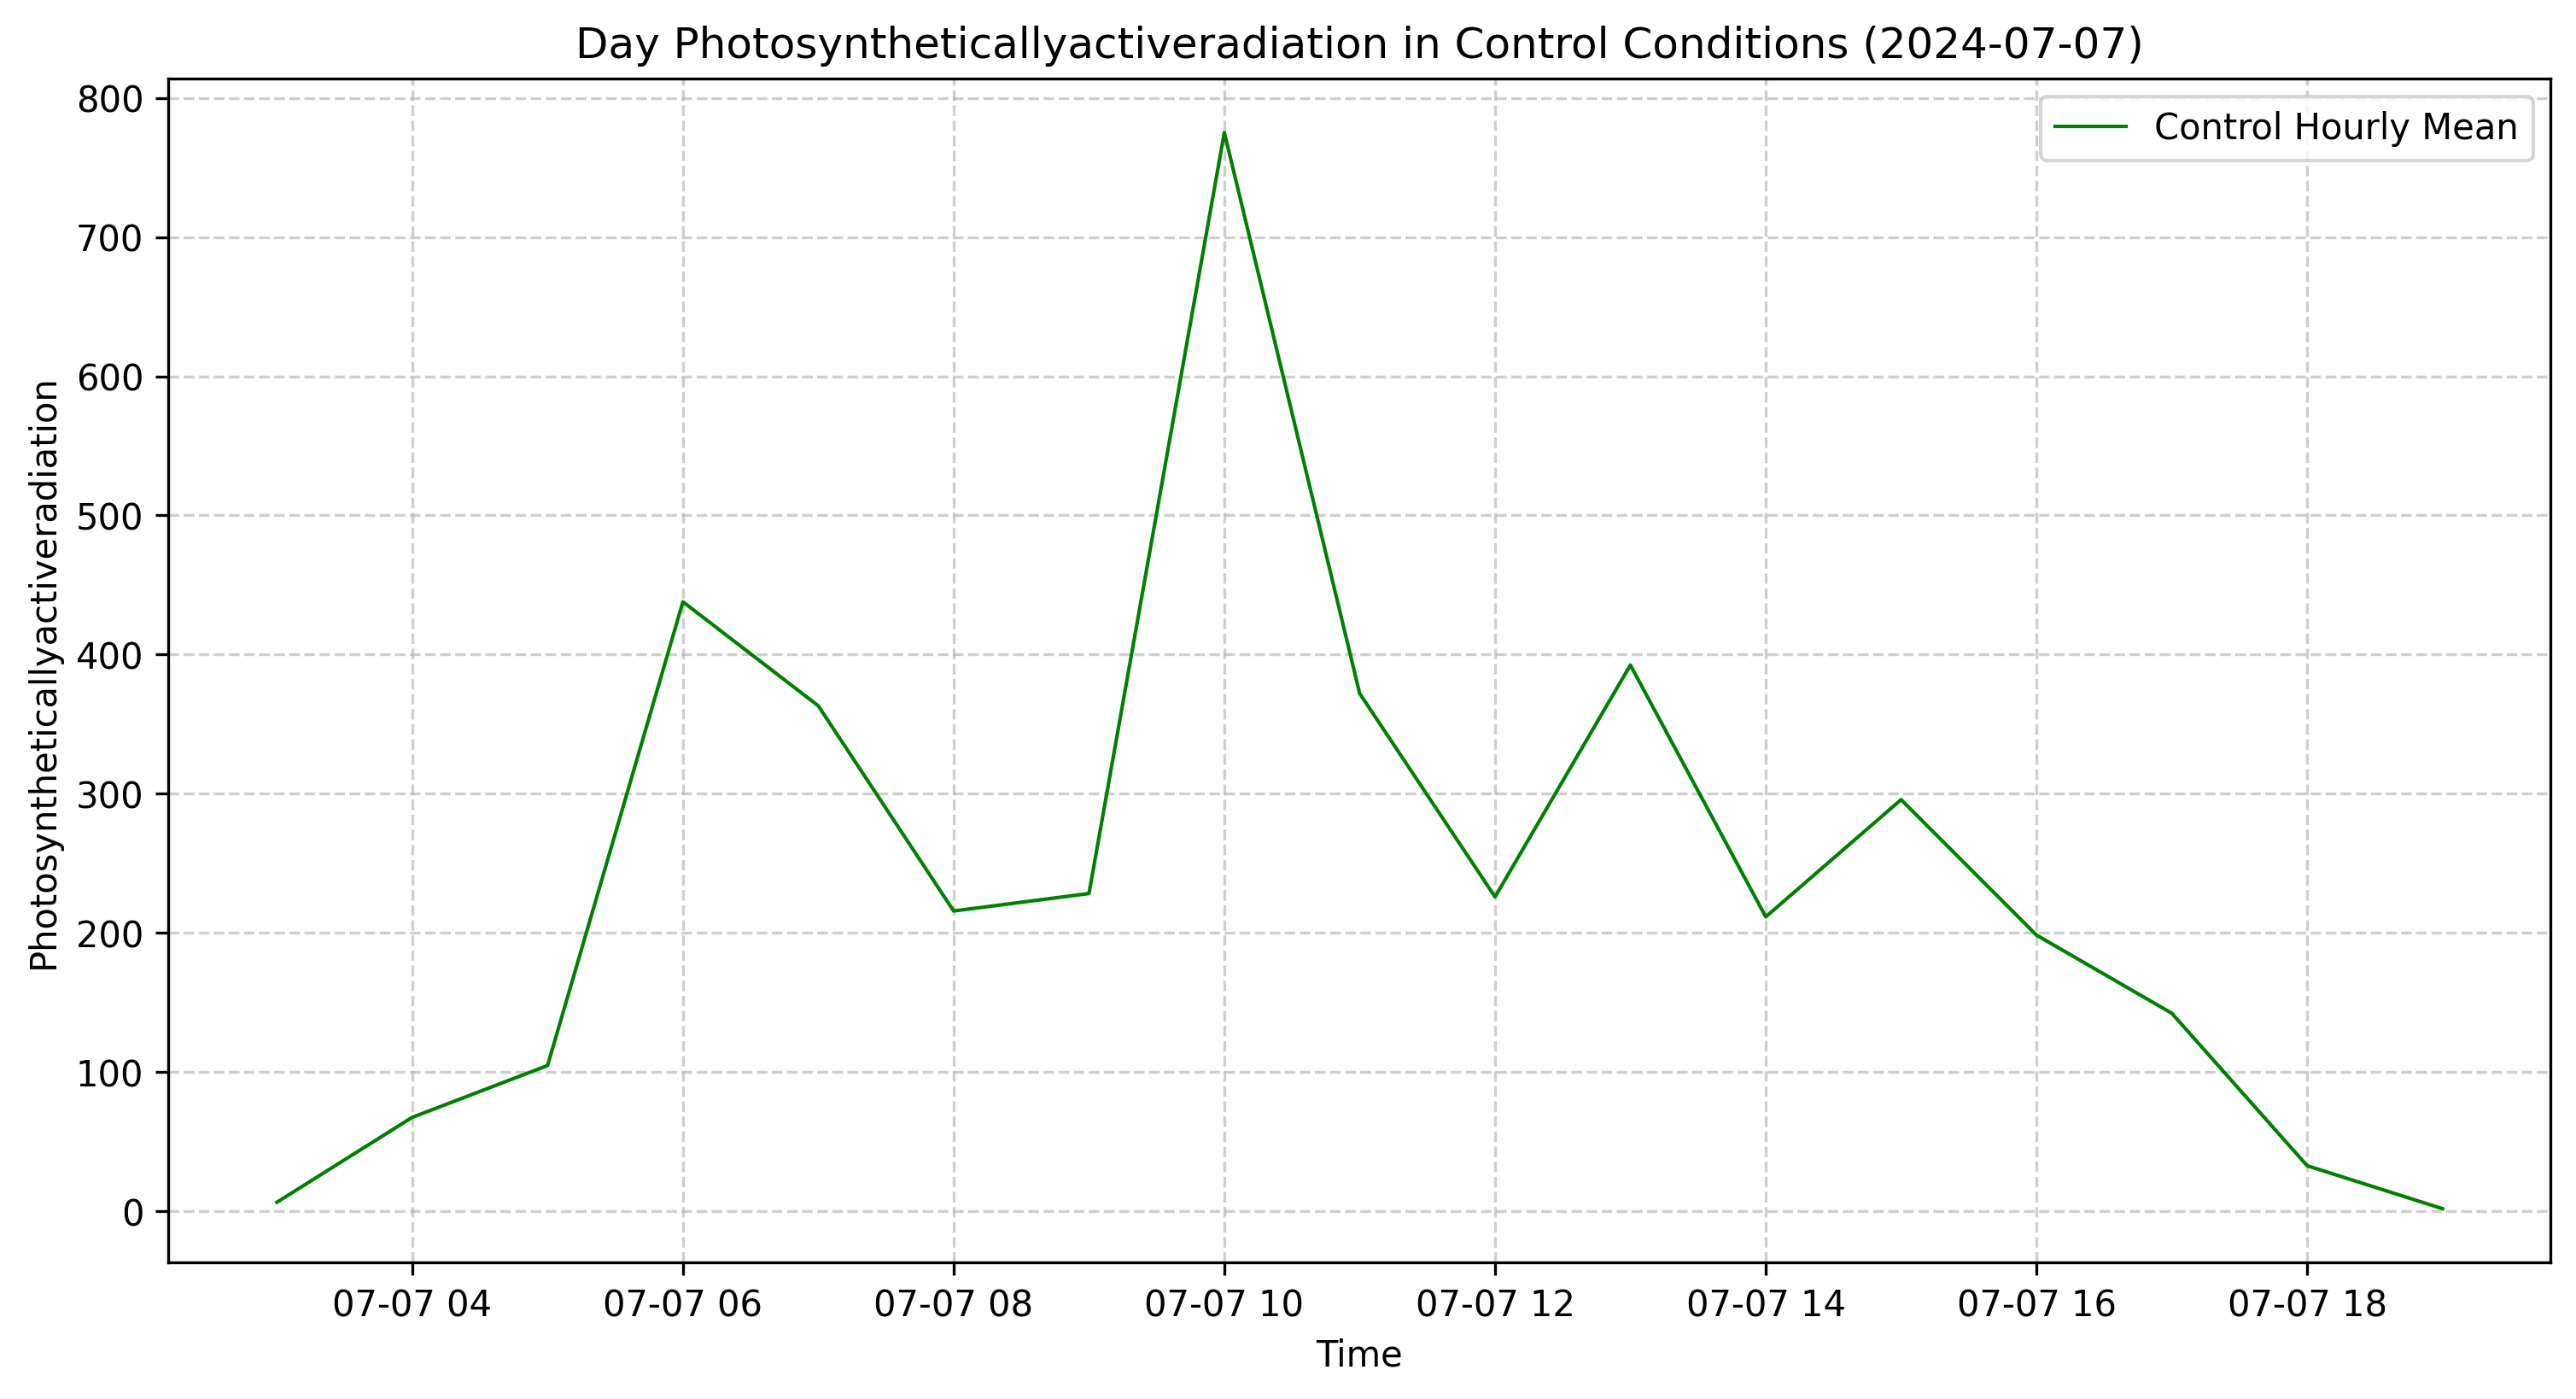 Day Photosyntheticallyactiveradiation in Control Conditions (2024-07-07)
Control Hourly Mean
Photosyntheticallyactiveradiation
800
700
600
500
400
300
200
100
0
07-07 04 07-07 06 07-07 08 07-07 10 07-07 12 07-07 14 07-07 16 07-07 18
Time